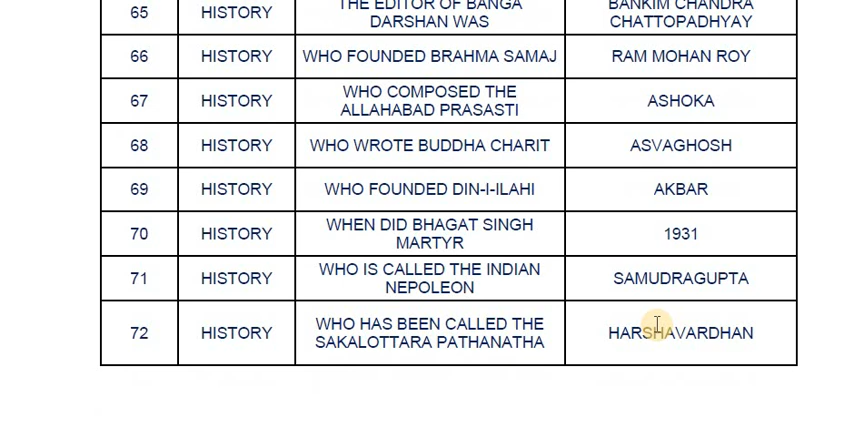 65 HISTORY THE EDITOR OF BANGA DARSHAN WAS BANKIM CHANDRA CHATTOPADHYAY
66 HISTORY WHO FOUNDED BRAHMA SAMAJ RAM MOHAN ROY
67 HISTORY WHO COMPOSED THE ALLAHABAD PRASASTI ASHOKA
68 HISTORY WHO WROTE BUDDHA CHARIT ASVAGHOSH
69 HISTORY WHO FOUNDED DIN-I-ILAHI AKBAR
70 HISTORY WHEN DID BHAGAT SINGH MARTYR 1931
71 HISTORY WHO IS CALLED THE INDIAN NEPOLEON SAMUDRAGUPTA
72 HISTORY WHO HAS BEEN CALLED THE SAKALOTTARA PATHANATHA HARSHAVARDHAN